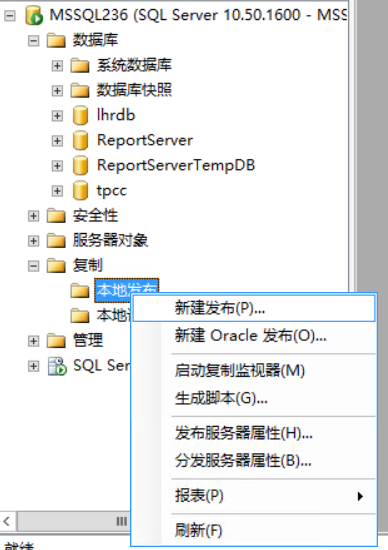 MSSQL236 (SQL Server 10.50.1600 - MSS
数据库
系统数据库
数据库快照
lhrdb
ReportServer
ReportServerTempDB
tpcc
安全性
服务器对象
复制
本地发布
本地
管理
SQL Ser
新建发布(P)...
新建 Oracle 发布(O)...
启动复制监视器(M)
生成脚本(G)...
发布服务器属性(H)...
分发服务器属性(B)...
报表(P)
刷新(F)
就绪